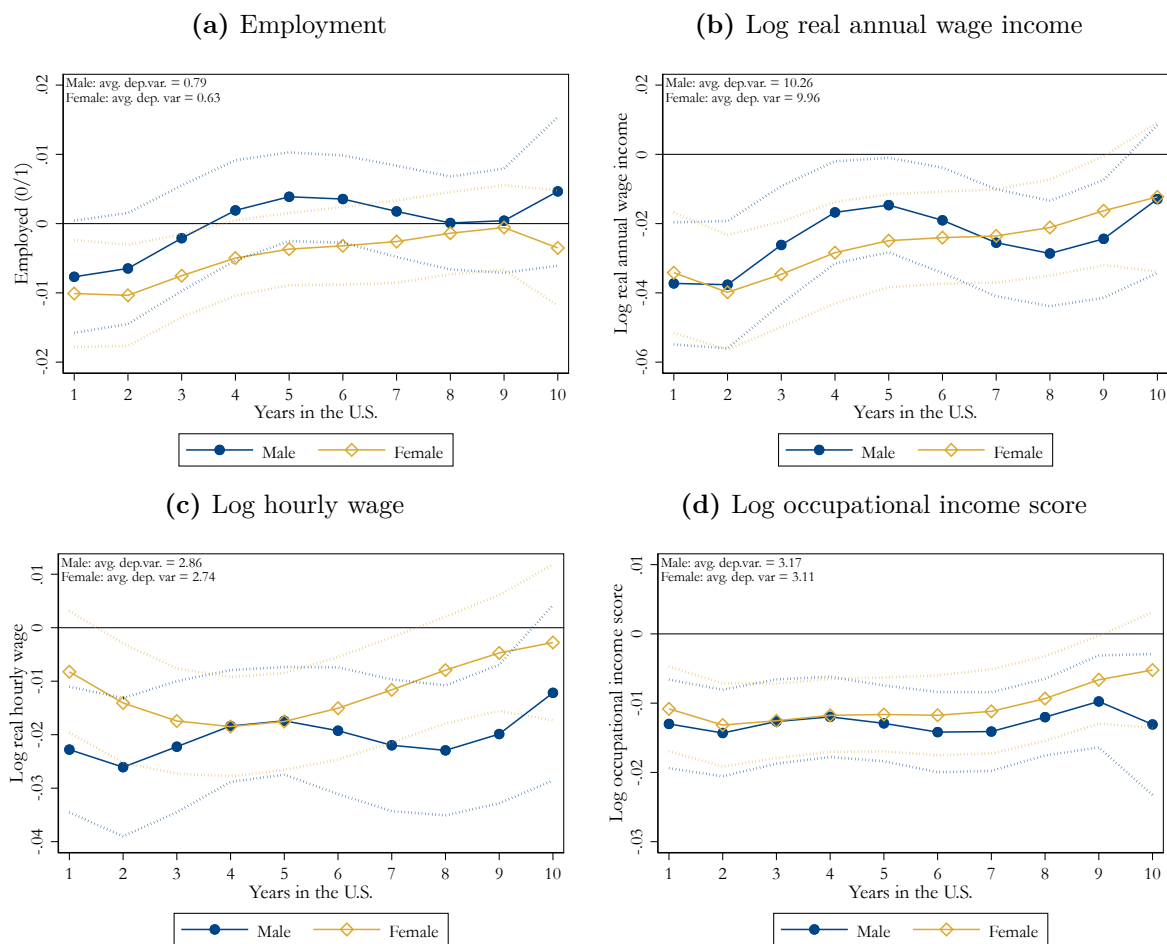 (a) Employment
Male: avg. dep.var. = 0.79
Female: avg. dep. var = 0.63
Employed (0/1)
.02
.01
0
-.01
-.02
1 2 3 4 5 6 7 8 9 10
Years in the U.S.
Male Female
(b) Log real annual wage income
Male: avg. dep.var. = 10.26
Female: avg. dep. var = 9.96
Log real annual wage income
.02
0
-.02
-.04
-.06
1 2 3 4 5 6 7 8 9 10
Years in the U.S.
Male Female
(c) Log hourly wage
Male: avg. dep.var. = 2.86
Female: avg. dep. var = 2.74
Log real hourly wage
.01
0
-.01
-.02
-.03
-.04
1 2 3 4 5 6 7 8 9 10
Years in the U.S.
Male Female
(d) Log occupational income score
Male: avg. dep.var. = 3.17
Female: avg. dep. var = 3.11
Log occupational income score
.01
0
-.01
-.02
-.03
1 2 3 4 5 6 7 8 9 10
Years in the U.S.
Male Female